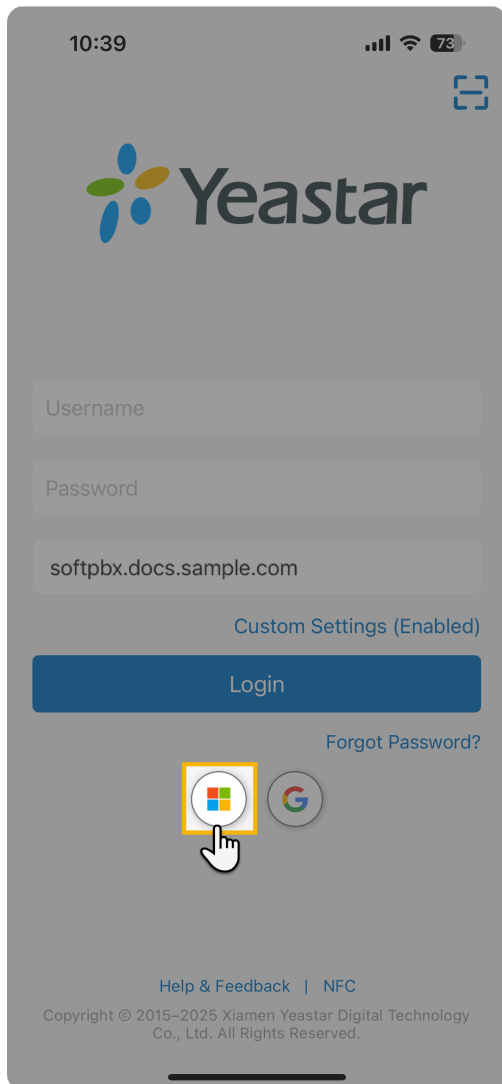 10:39
73
Yeastar
Username
Password
softpbx.docs.sample.com
Custom Settings (Enabled)
Login
Forgot Password?
G
Help & Feedback | NFC
Copyright © 2015–2025 Xiamen Yeastar Digital Technology
Co., Ltd. All Rights Reserved.